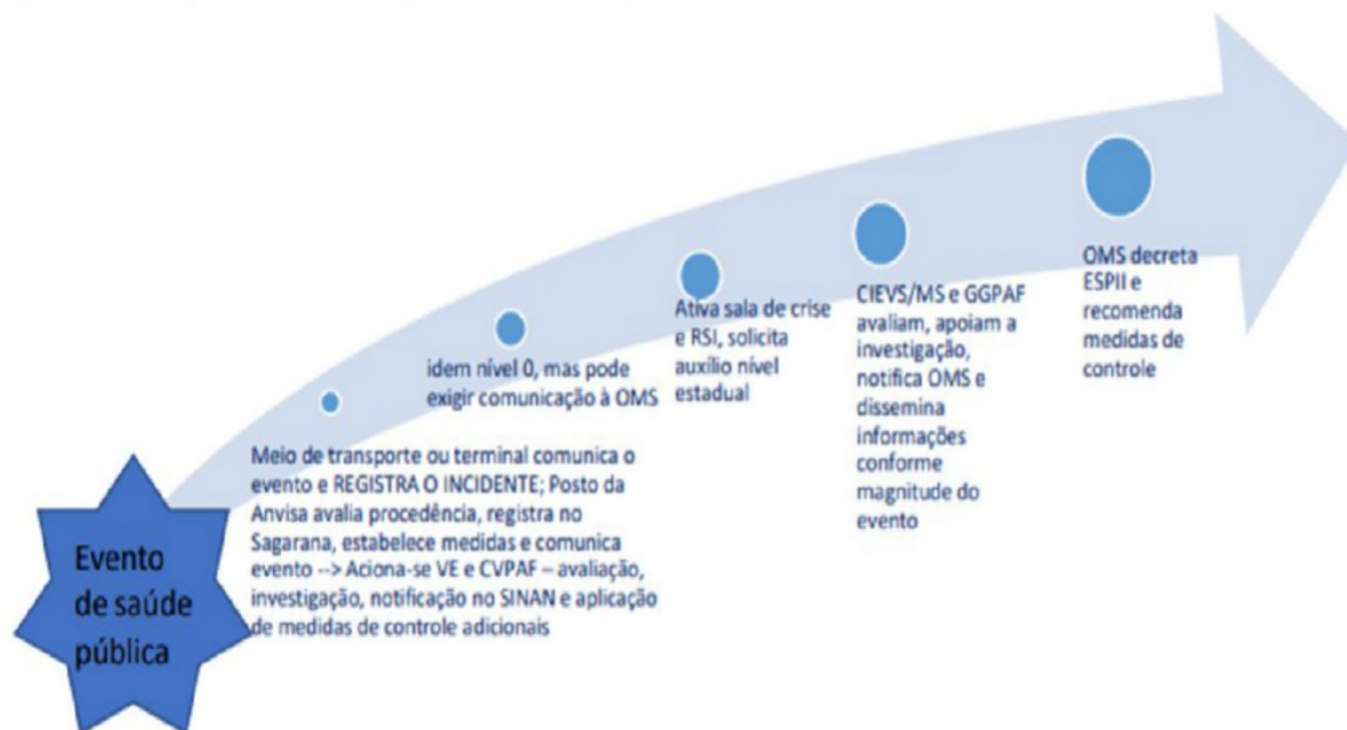 Evento
de saúde
pública
Meio de transporte ou terminal comunica o
evento e REGISTRA O INCIDENTE; Posto da
Anvisa avalia procedência, registra no
Sagarana, estabelece medidas e comunica
evento --> Aciona-se VE e CVPAF – avaliação,
investigação, notificação no SINAN e aplicação
de medidas de controle adicionais
idem nível 0, mas pode
exigir comunicação à OMS
Ativa sala de crise
e RSI, solicita
auxílio nível
estadual
CIEVS/MS e GGPAF
avaliam, apoiam a
investigação,
notifica OMS e
dissemina
informações
conforme
magnitude do
evento
OMS decreta
ESPII e
recomenda
medidas de
controle